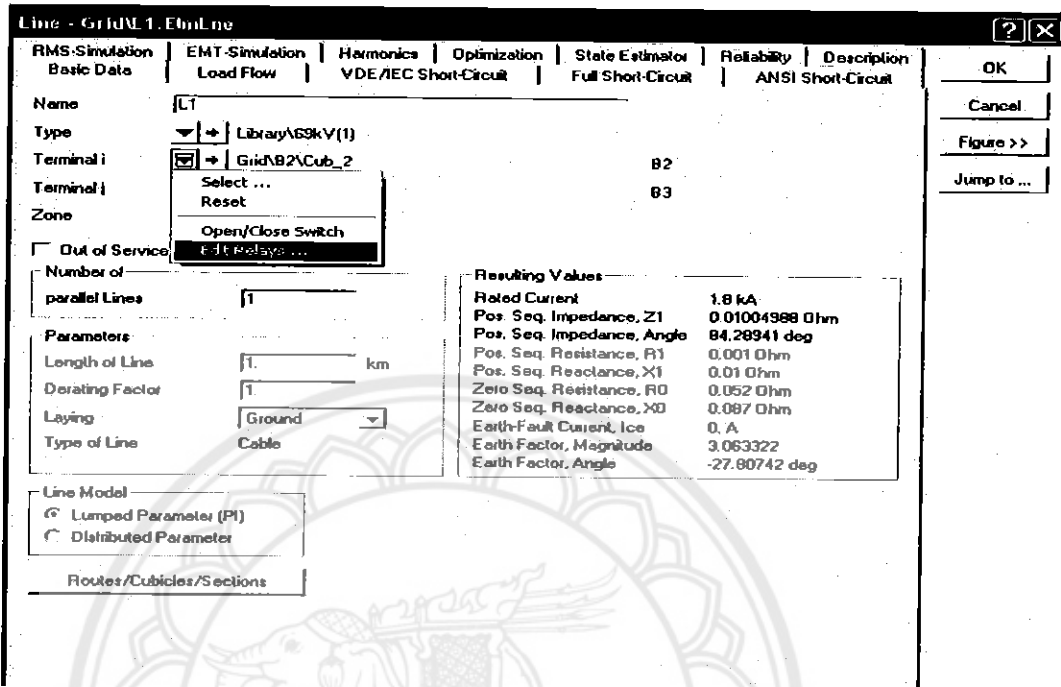 Line - Grid\L1.ElmLne
RMS-Simulation EMT-Simulation Harmonics Optimization State Estimator Reliability Description
Basic Data Load Flow VDE/IEC Short-Circuit Full Short-Circuit ANSI Short-Circuit
OK
Cancel
Figure >>
Jump to ...
Name L1
Type Library\69kV(1)
Terminal i Grid\B2\Cub_2 B2
Terminal j B3
Zone
Select ...
Reset
Open/Close Switch
Edit Relays ...
Out of Service
Number of
parallel Lines 1
Parameters
Length of Line 1. km
Derating Factor 1.
Laying Ground
Type of Line Cable
Resulting Values
Rated Current 1.8 kA
Pos. Seq. Impedance, Z1 0.01004988 Ohm
Pos. Seq. Impedance, Angle 84.28941 deg
Pos. Seq. Resistance, R1 0.001 Ohm
Pos. Seq. Reactance, X1 0.01 Ohm
Zero Seq. Resistance, R0 0.052 Ohm
Zero Seq. Reactance, X0 0.087 Ohm
Earth-Fault Current, Ice 0. A
Earth Factor, Magnitude 3.063322
Earth Factor, Angle -27.80742 deg
Line Model
Lumped Parameter (PI)
Distributed Parameter
Routes/Cubicles/Sections